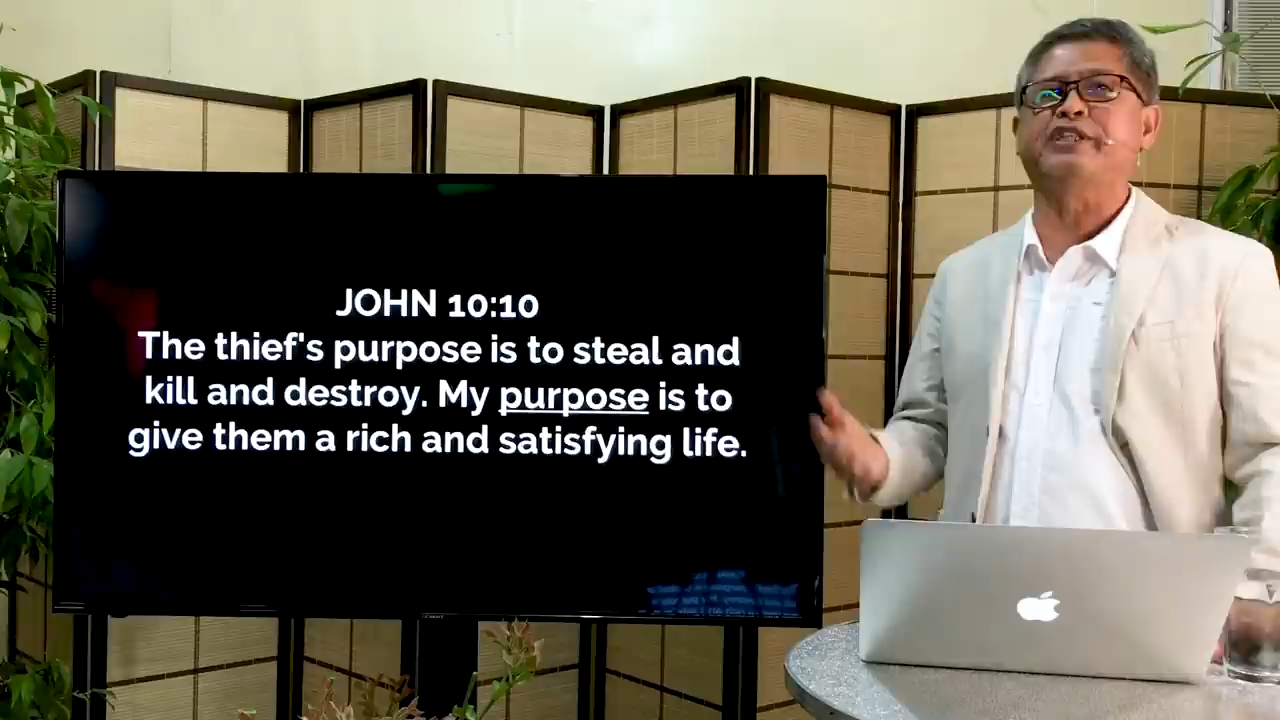 JOHN 10:10
The thief's purpose is to steal and
kill and destroy. My purpose is to
give them a rich and satisfying life.